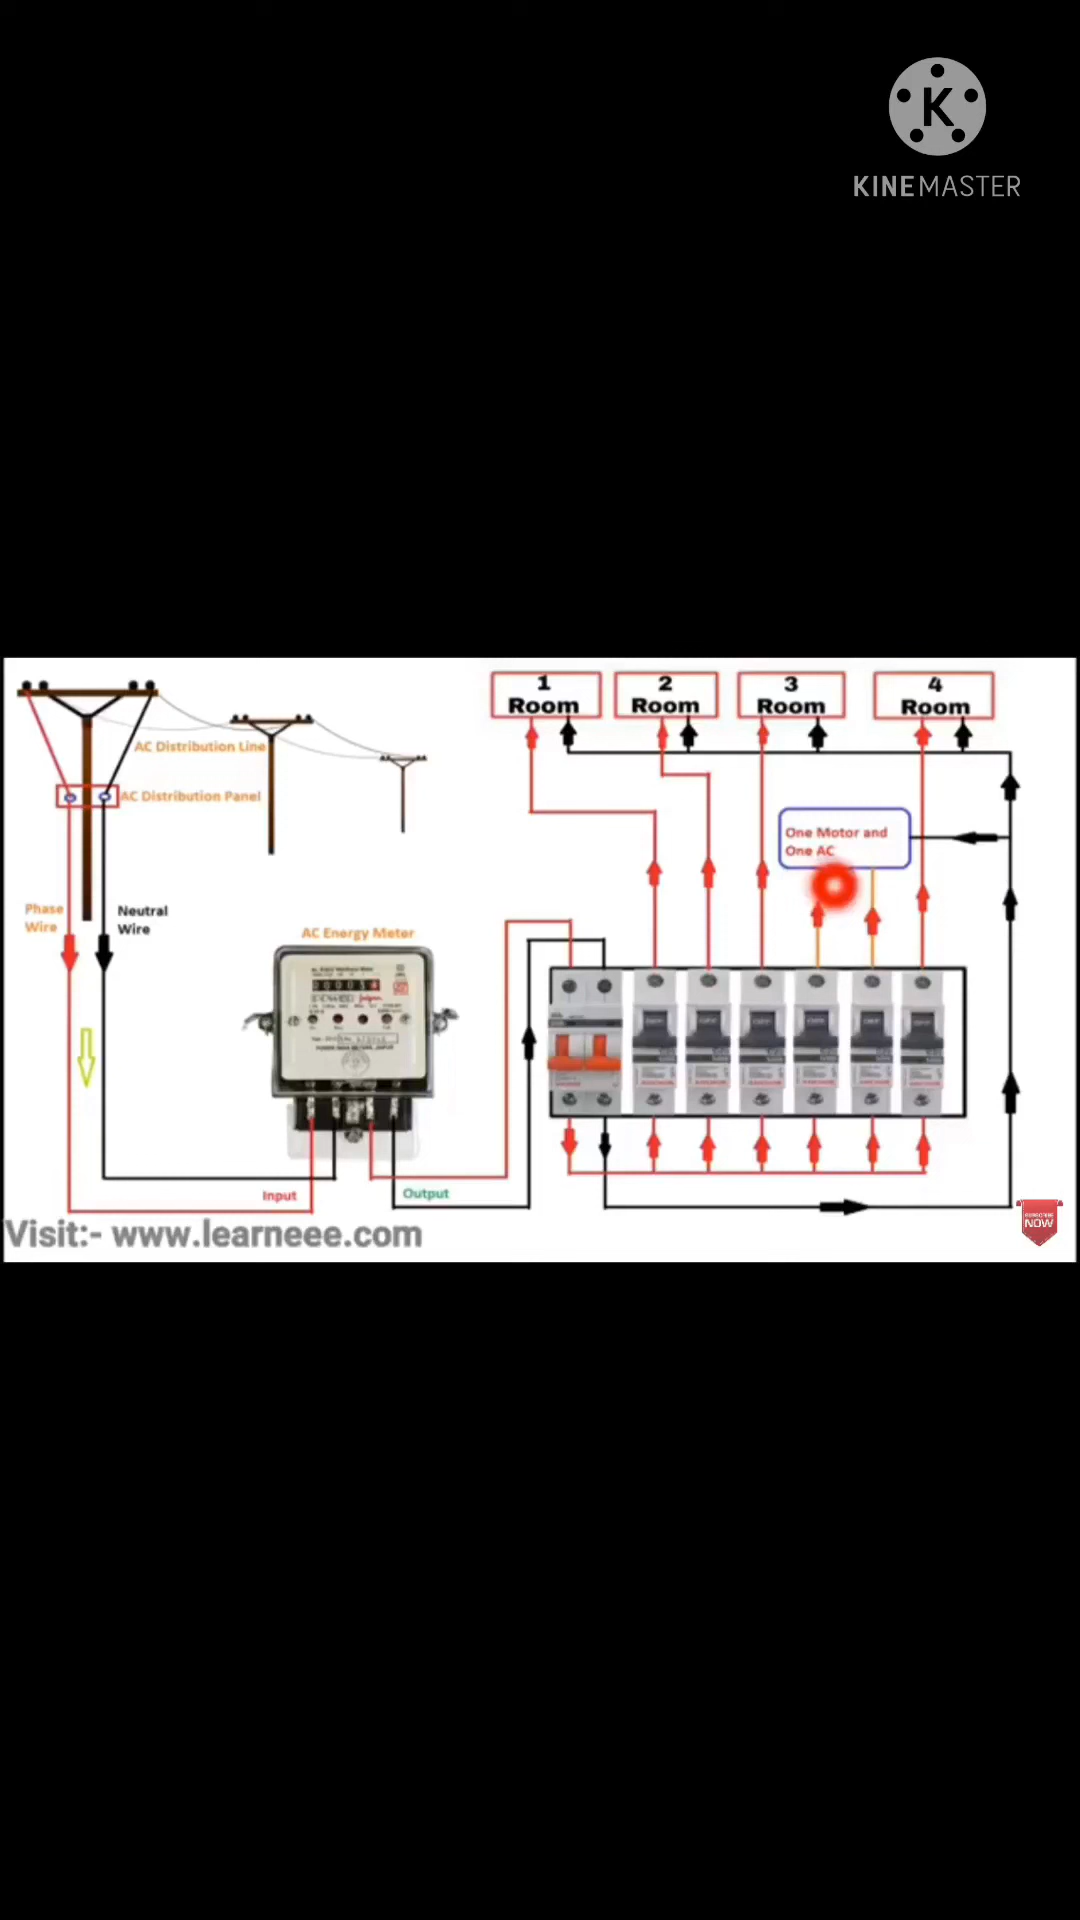 K
KINEMASTER
1
Room
2
Room
3
Room
4
Room
AC Distribution Line
AC Distribution Panel
One Motor and
One AC
Phase
Wire
Neutral
Wire
AC Energy Meter
Input
Output
Visit:- www.learneee.com
SUBSCRIBE
NOW